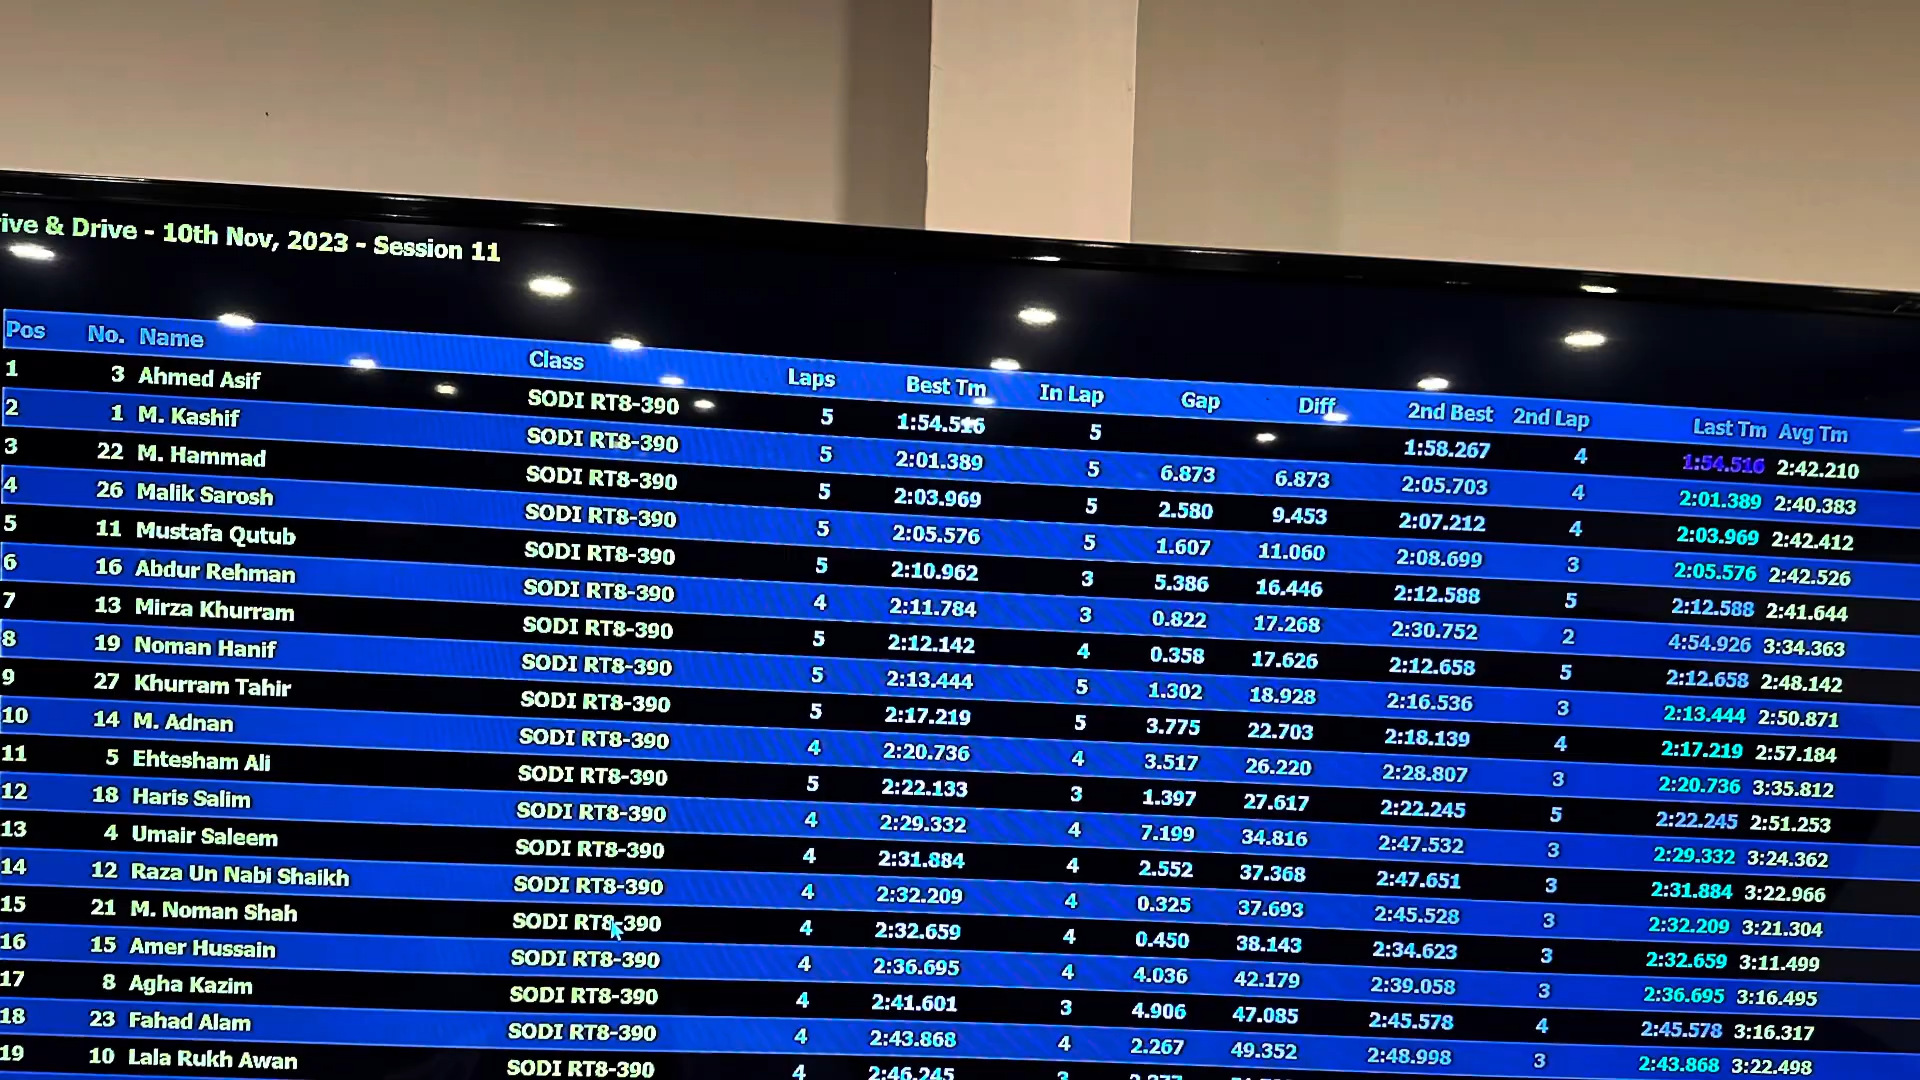 ive & Drive - 10th Nov, 2023 - Session 11
Pos No. Name Class Laps Best Tm In Lap Gap Diff 2nd Best 2nd Lap Last Tm Avg Tm
1 3 Ahmed Asif SODI RT8-390 5 1:54.516 5 1:58.267 4 1:54.516 2:42.210
2 1 M. Kashif SODI RT8-390 5 2:01.389 5 6.873 6.873 2:05.703 4 2:01.389 2:40.383
3 22 M. Hammad SODI RT8-390 5 2:03.969 5 2.580 9.453 2:07.212 4 2:03.969 2:42.412
4 26 Malik Sarosh SODI RT8-390 5 2:05.576 5 1.607 11.060 2:08.699 3 2:05.576 2:42.526
5 11 Mustafa Qutub SODI RT8-390 5 2:10.962 3 5.386 16.446 2:12.588 5 2:12.588 2:41.644
6 16 Abdur Rehman SODI RT8-390 4 2:11.784 3 0.822 17.268 2:30.752 2 4:54.926 3:34.363
7 13 Mirza Khurram SODI RT8-390 5 2:12.142 4 0.358 17.626 2:12.658 5 2:12.658 2:48.142
8 19 Noman Hanif SODI RT8-390 5 2:13.444 5 1.302 18.928 2:16.536 3 2:13.444 2:50.871
9 27 Khurram Tahir SODI RT8-390 5 2:17.219 5 3.775 22.703 2:18.139 4 2:17.219 2:57.184
10 14 M. Adnan SODI RT8-390 4 2:20.736 4 3.517 26.220 2:28.807 3 2:20.736 3:35.812
11 5 Ehtesham Ali SODI RT8-390 5 2:22.133 3 1.397 27.617 2:22.245 5 2:22.245 2:51.253
12 18 Haris Salim SODI RT8-390 4 2:29.332 4 7.199 34.816 2:47.532 3 2:29.332 3:24.362
13 4 Umair Saleem SODI RT8-390 4 2:31.884 4 2.552 37.368 2:47.651 3 2:31.884 3:22.966
14 12 Raza Un Nabi Shaikh SODI RT8-390 4 2:32.209 4 0.325 37.693 2:45.528 3 2:32.209 3:21.304
15 21 M. Noman Shah SODI RT8-390 4 2:32.659 4 0.450 38.143 2:34.623 3 2:32.659 3:11.499
16 15 Amer Hussain SODI RT8-390 4 2:36.695 4 4.036 42.179 2:39.058 3 2:36.695 3:16.495
17 8 Agha Kazim SODI RT8-390 4 2:41.601 3 4.906 47.085 2:45.578 4 2:45.578 3:16.317
18 23 Fahad Alam SODI RT8-390 4 2:43.868 4 2.267 49.352 2:48.998 3 2:43.868 3:22.498
19 10 Lala Rukh Awan SODI RT8-390 4 2:46.245 3